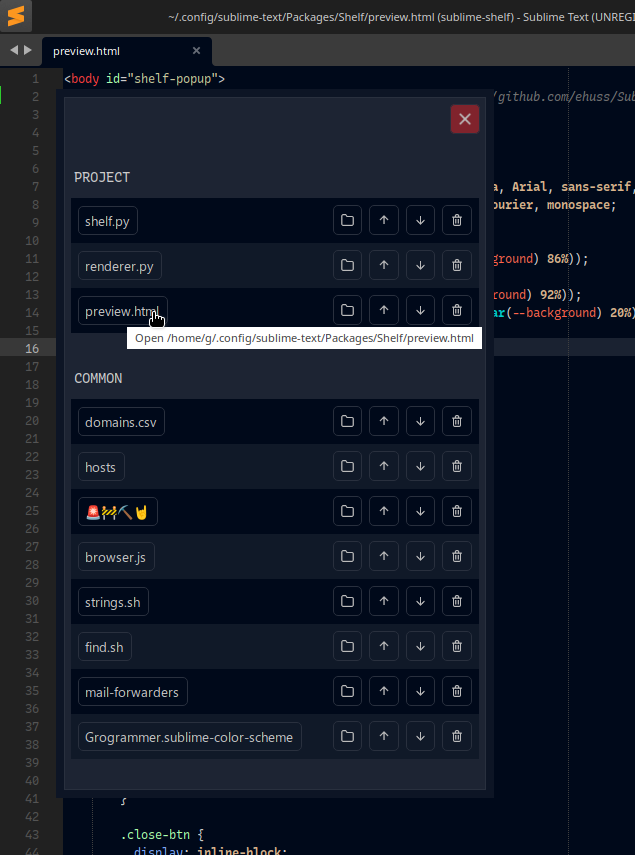 ~/.config/sublime-text/Packages/Shelf/preview.html (sublime-shelf) - Sublime Text (UNREGI
preview.html
1 <body id="shelf-popup">
2 /github.com/ehuss/Sub
3
4
5
6
7 a, Arial, sans-serif,
8 ourier, monospace;
9
10
11 ground) 86%));
12
13 round) 92%));
14 ar(--background) 20%)
15
16
17
18
19
20
21
22
23
24
25
26
27
28
29
30
31
32
33
34
35
36
37
38
39
40
41 }
42
43 .close-btn {
44 display: inline-block;
PROJECT
shelf.py
renderer.py
preview.html
Open /home/g/.config/sublime-text/Packages/Shelf/preview.html
COMMON
domains.csv
hosts
🚨🚧⛏️🤘
browser.js
strings.sh
find.sh
mail-forwarders
Grogrammer.sublime-color-scheme